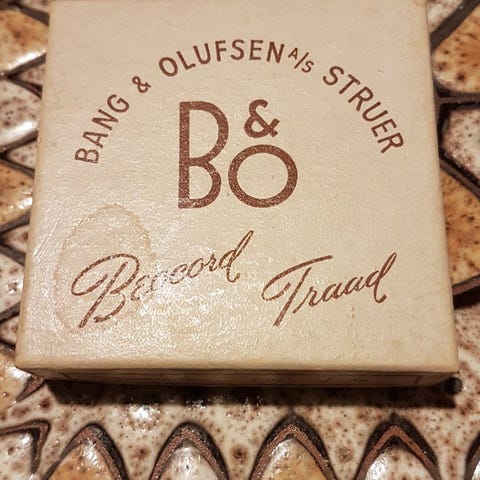 BANG & OLUFSEN A/S STRUER
B&O
Beocord Traad